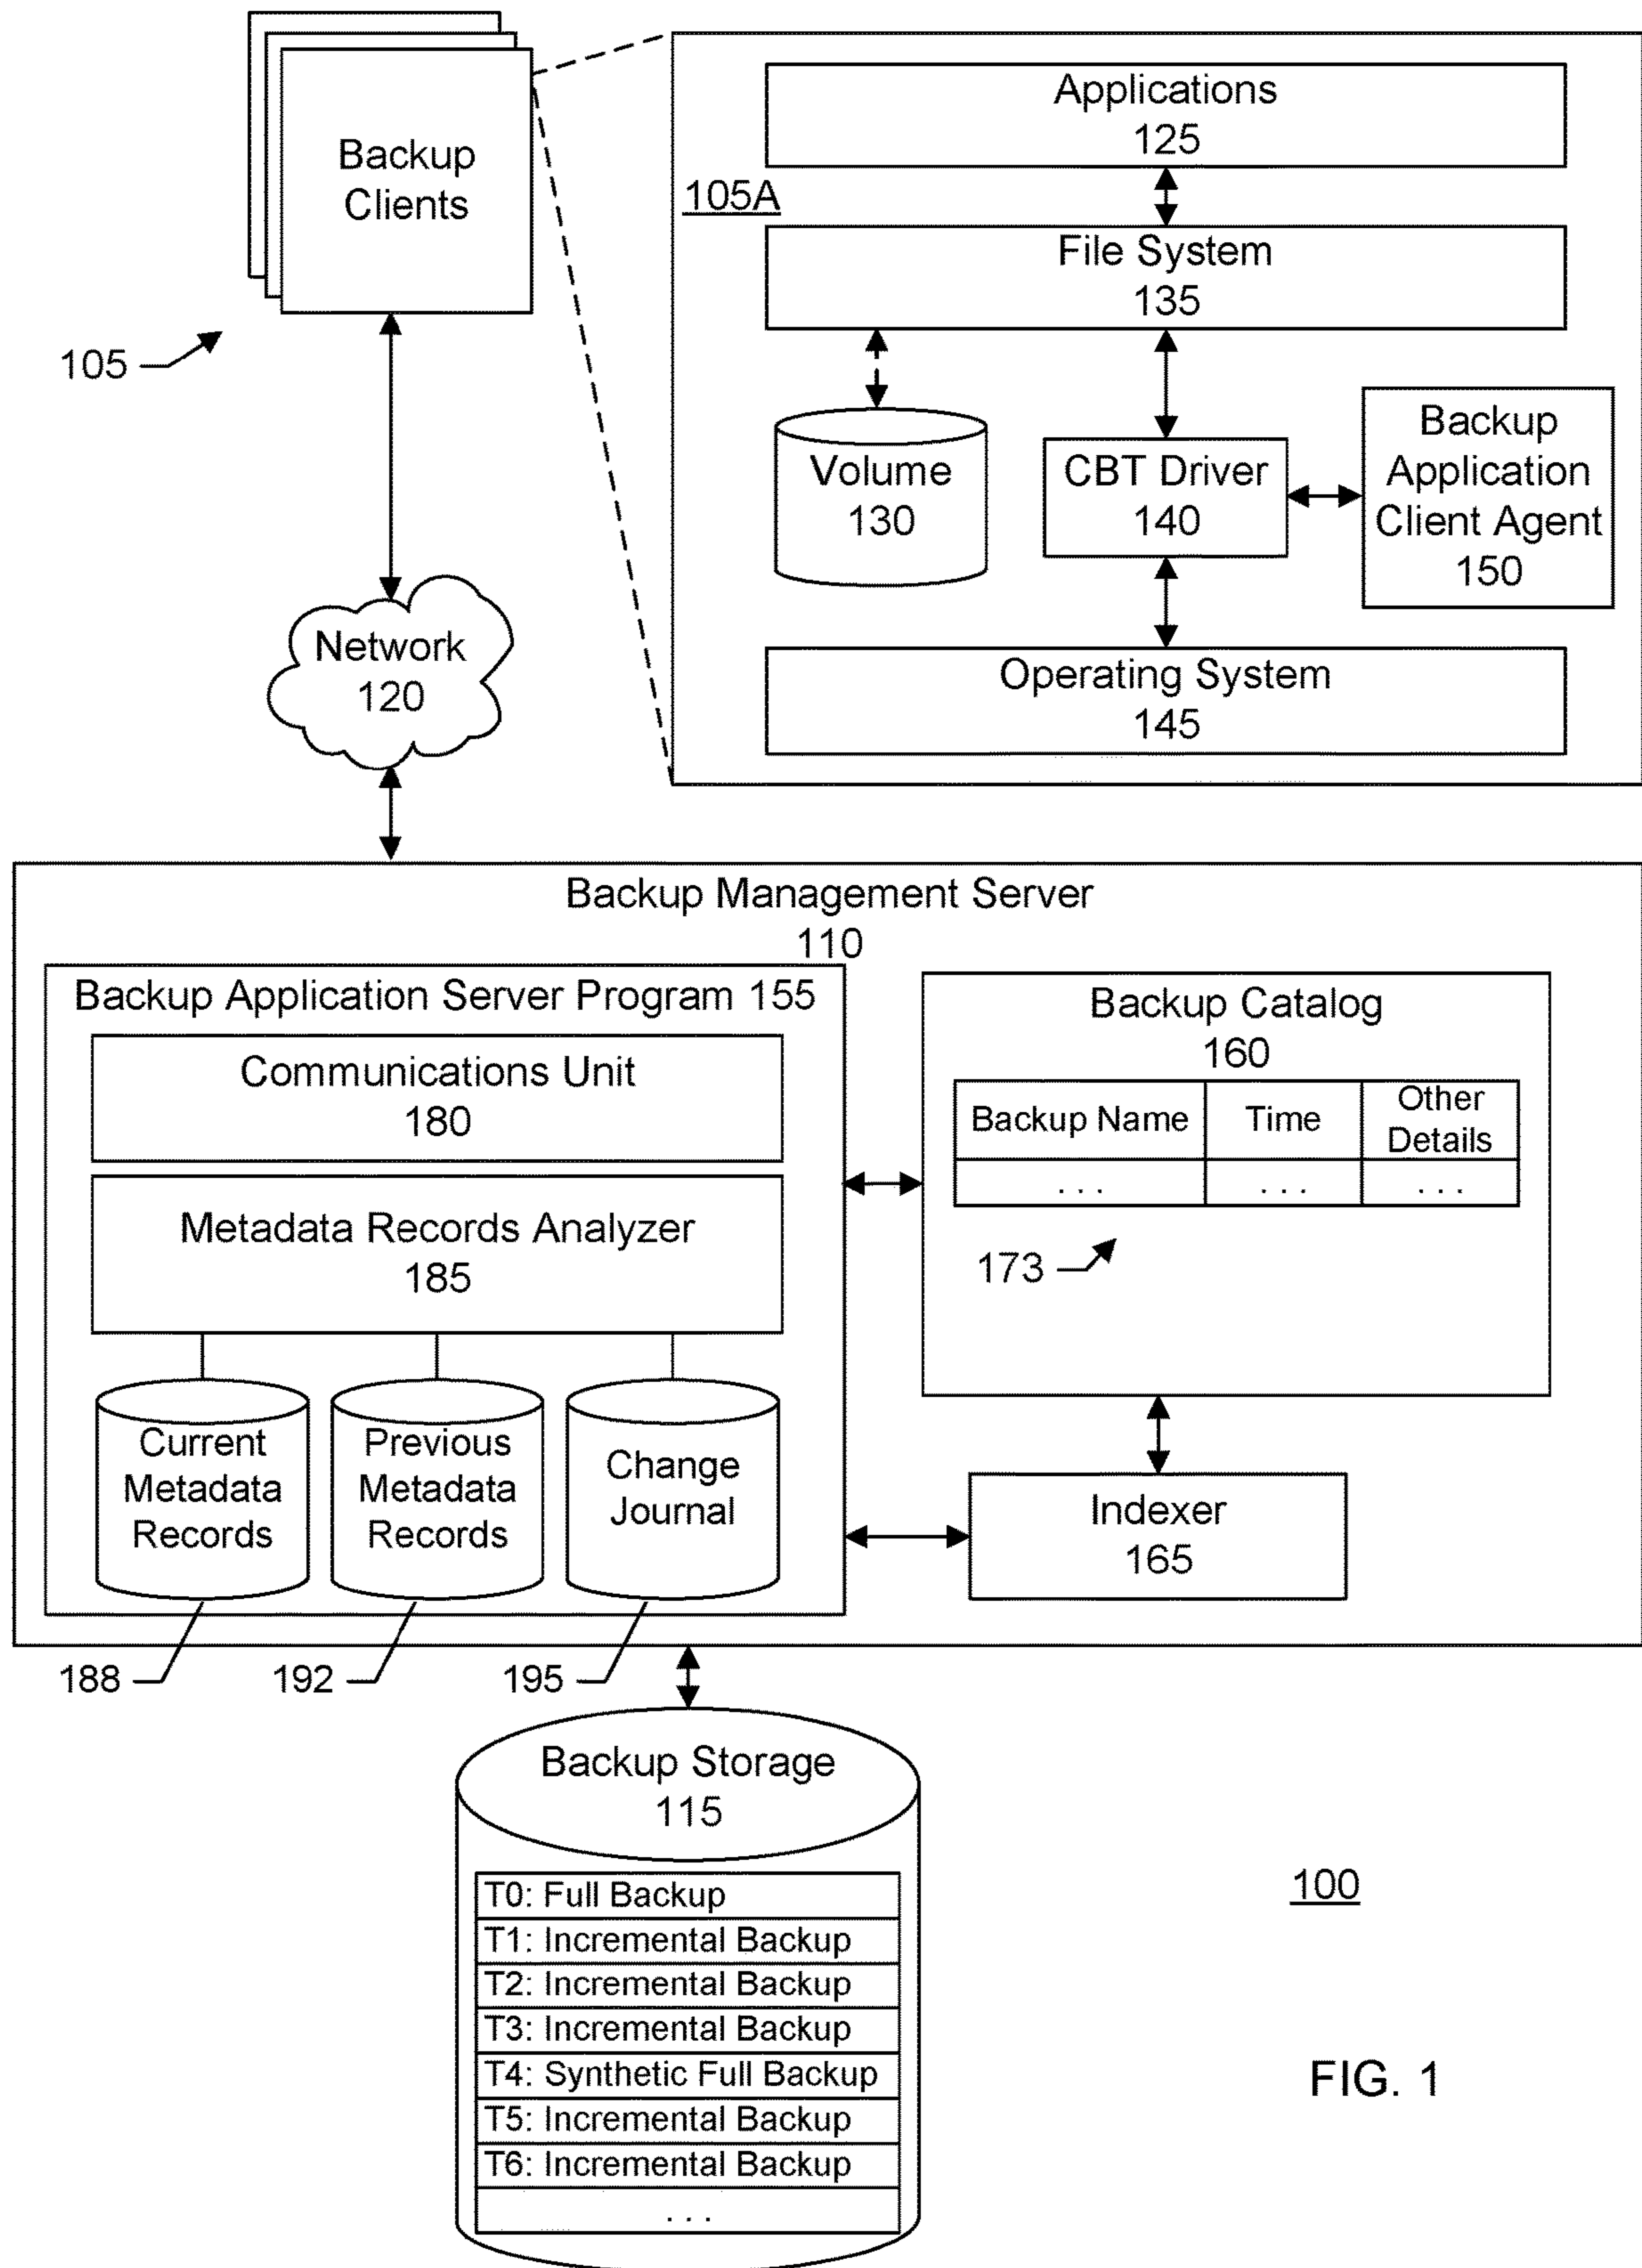 Backup
Clients
105
Applications
125
105A
File System
135
Volume
130
CBT Driver
140
Backup
Application
Client Agent
150
Operating System
145
Network
120
Backup Management Server
110
Backup Application Server Program 155
Communications Unit
180
Metadata Records Analyzer
185
Current
Metadata
Records
Previous
Metadata
Records
Change
Journal
188
192
195
Backup Catalog
160
Backup Name Time Other Details
. . . . . . . . .
173
Indexer
165
Backup Storage
115
T0: Full Backup
T1: Incremental Backup
T2: Incremental Backup
T3: Incremental Backup
T4: Synthetic Full Backup
T5: Incremental Backup
T6: Incremental Backup
. . .
100
FIG. 1